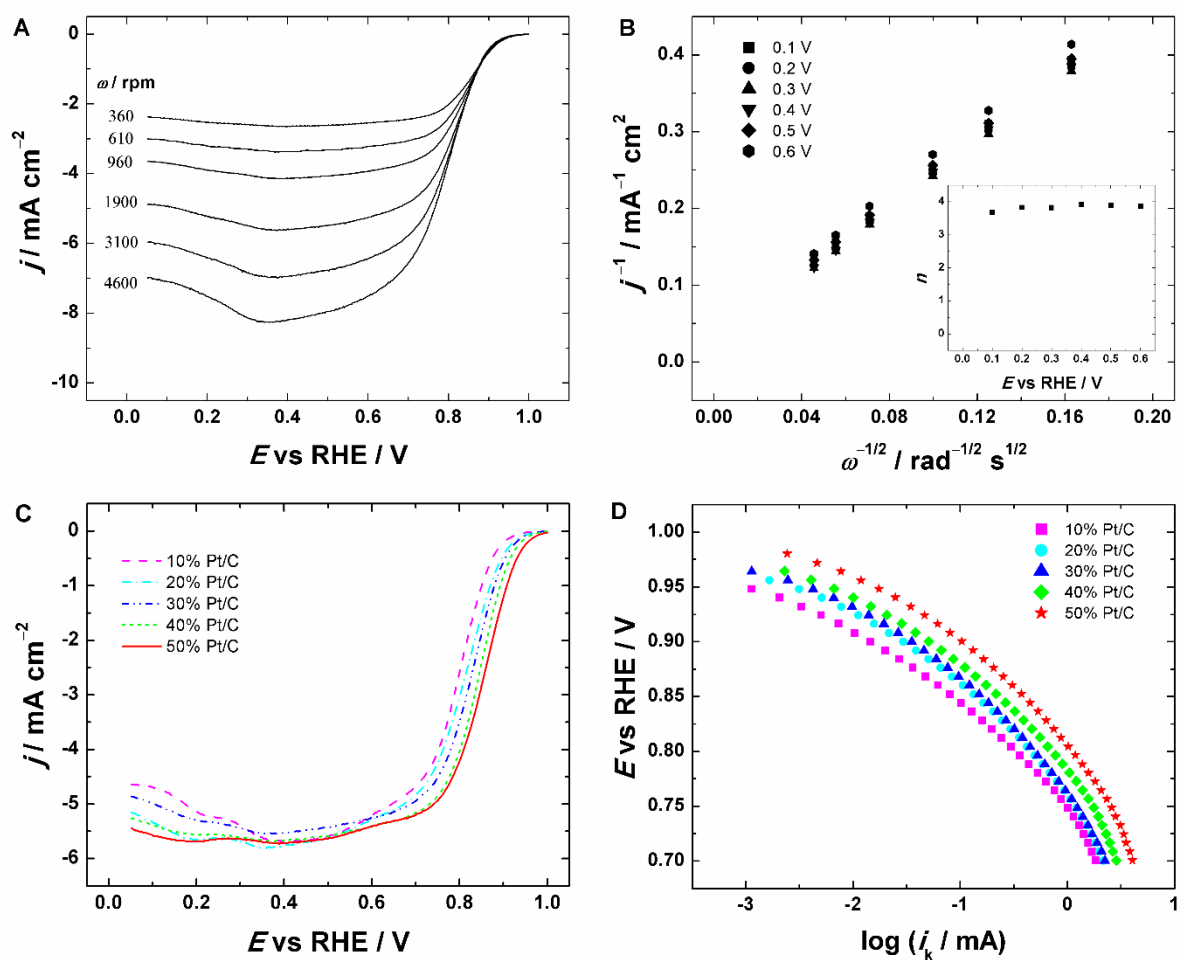 A
ω / rpm
360
610
960
1900
3100
4600
0
-2
-4
-6
-8
-10
j / mA cm⁻²
0.0 0.2 0.4 0.6 0.8 1.0
E vs RHE / V
B
0.1 V
0.2 V
0.3 V
0.4 V
0.5 V
0.6 V
0.4
0.3
0.2
0.1
0.0
j⁻¹ / mA⁻¹ cm²
0.00 0.04 0.08 0.12 0.16 0.20
ω⁻¹/² / rad⁻¹/² s¹/²
4
3
2
1
0
n
0.0 0.1 0.2 0.3 0.4 0.5 0.6
E vs RHE / V
C
10% Pt/C
20% Pt/C
30% Pt/C
40% Pt/C
50% Pt/C
0
-1
-2
-3
-4
-5
-6
j / mA cm⁻²
0.0 0.2 0.4 0.6 0.8 1.0
E vs RHE / V
D
10% Pt/C
20% Pt/C
30% Pt/C
40% Pt/C
50% Pt/C
1.00
0.95
0.90
0.85
0.80
0.75
0.70
E vs RHE / V
-3 -2 -1 0 1
log (iₖ / mA)